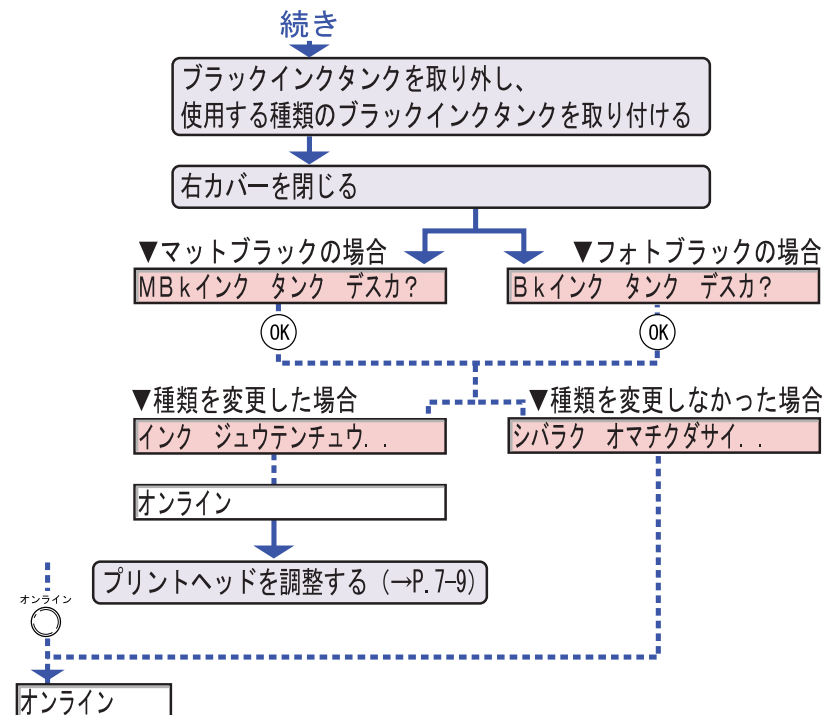 続き
ブラックインクタンクを取り外し、
使用する種類のブラックインクタンクを取り付ける
右カバーを閉じる
▼マットブラックの場合
▼フォトブラックの場合
MBkインク　タンク　デスカ?
Bkインク　タンク　デスカ?
OK
OK
▼種類を変更した場合
▼種類を変更しなかった場合
インク　ジュウテンチュウ. .
シバラク　オマチクダサイ. .
オンライン
プリントヘッドを調整する（→P.7-9）
オンライン
オンライン